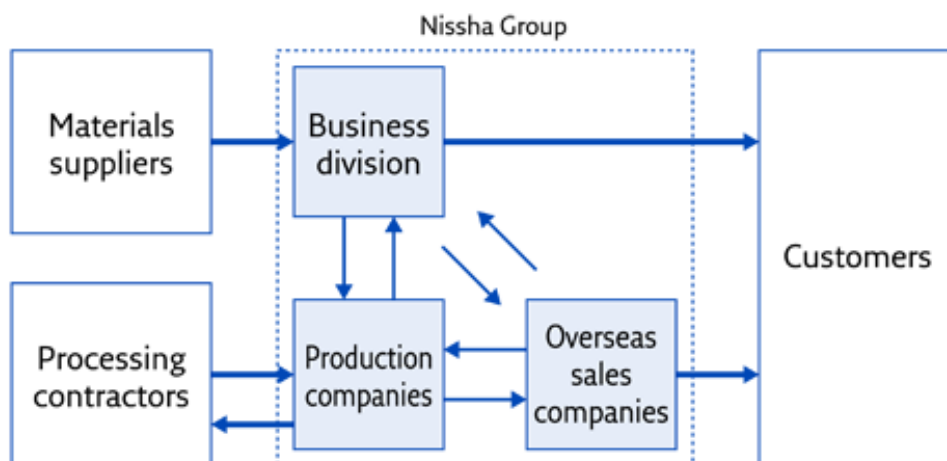 Nissha Group
Materials
suppliers
Business
division
Customers
Processing
contractors
Production
companies
Overseas
sales
companies